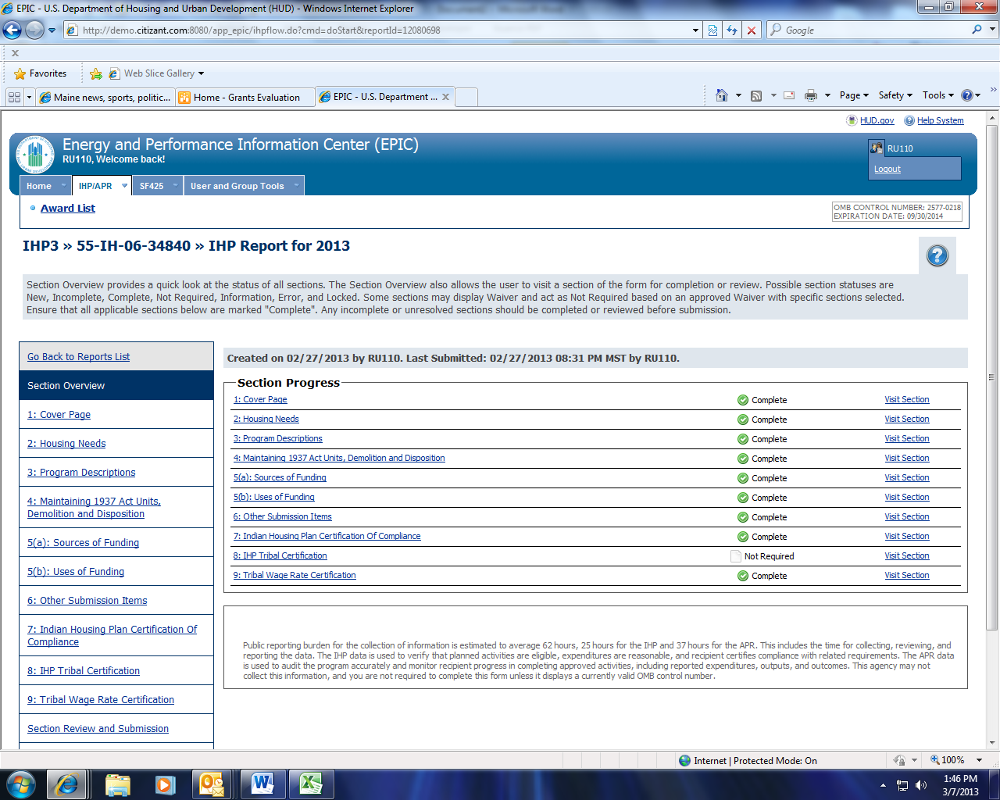 EPIC - U.S. Department of Housing and Urban Development (HUD) - Windows Internet Explorer
http://demo.citizant.com:8080/app_epic/ihpflow.do?cmd=doStart&reportId=12080698
Google
x
Favorites
Web Slice Gallery
Maine news, sports, politic...
Home - Grants Evaluation
EPIC - U.S. Department ...
Page
Safety
Tools
HUD.gov
Help System
Energy and Performance Information Center (EPIC)
RU110, Welcome back!
RU110
Logout
Home
IHP/APR
SF425
User and Group Tools
Award List
OMB CONTROL NUMBER: 2577-0218
EXPIRATION DATE: 09/30/2014
IHP3 » 55-IH-06-34840 » IHP Report for 2013
Section Overview provides a quick look at the status of all sections. The Section Overview also allows the user to visit a section of the form for completion or review. Possible section statuses are
New, Incomplete, Complete, Not Required, Information, Error, and Locked. Some sections may display Waiver and act as Not Required based on an approved Waiver with specific sections selected.
Ensure that all applicable sections below are marked "Complete". Any incomplete or unresolved sections should be completed or reviewed before submission.
Go Back to Reports List
Section Overview
1: Cover Page
2: Housing Needs
3: Program Descriptions
4: Maintaining 1937 Act Units,
Demolition and Disposition
5(a): Sources of Funding
5(b): Uses of Funding
6: Other Submission Items
7: Indian Housing Plan Certification Of
Compliance
8: IHP Tribal Certification
9: Tribal Wage Rate Certification
Section Review and Submission
Created on 02/27/2013 by RU110. Last Submitted: 02/27/2013 08:31 PM MST by RU110.
Section Progress
1: Cover Page Complete Visit Section
2: Housing Needs Complete Visit Section
3: Program Descriptions Complete Visit Section
4: Maintaining 1937 Act Units, Demolition and Disposition Complete Visit Section
5(a): Sources of Funding Complete Visit Section
5(b): Uses of Funding Complete Visit Section
6: Other Submission Items Complete Visit Section
7: Indian Housing Plan Certification Of Compliance Complete Visit Section
8: IHP Tribal Certification Not Required Visit Section
9: Tribal Wage Rate Certification Complete Visit Section
Public reporting burden for the collection of information is estimated to average 62 hours, 25 hours for the IHP and 37 hours for the APR. This includes the time for collecting, reviewing, and
reporting the data. The IHP data is used to verify that planned activities are eligible, expenditures are reasonable, and recipient certifies compliance with related requirements. The APR data
is used to audit the program accurately and monitor recipient progress in completing approved activities, including reported expenditures, outputs, and outcomes. This agency may not
collect this information, and you are not required to complete this form unless it displays a currently valid OMB control number.
Internet | Protected Mode: On
100%
1:46 PM
3/7/2013